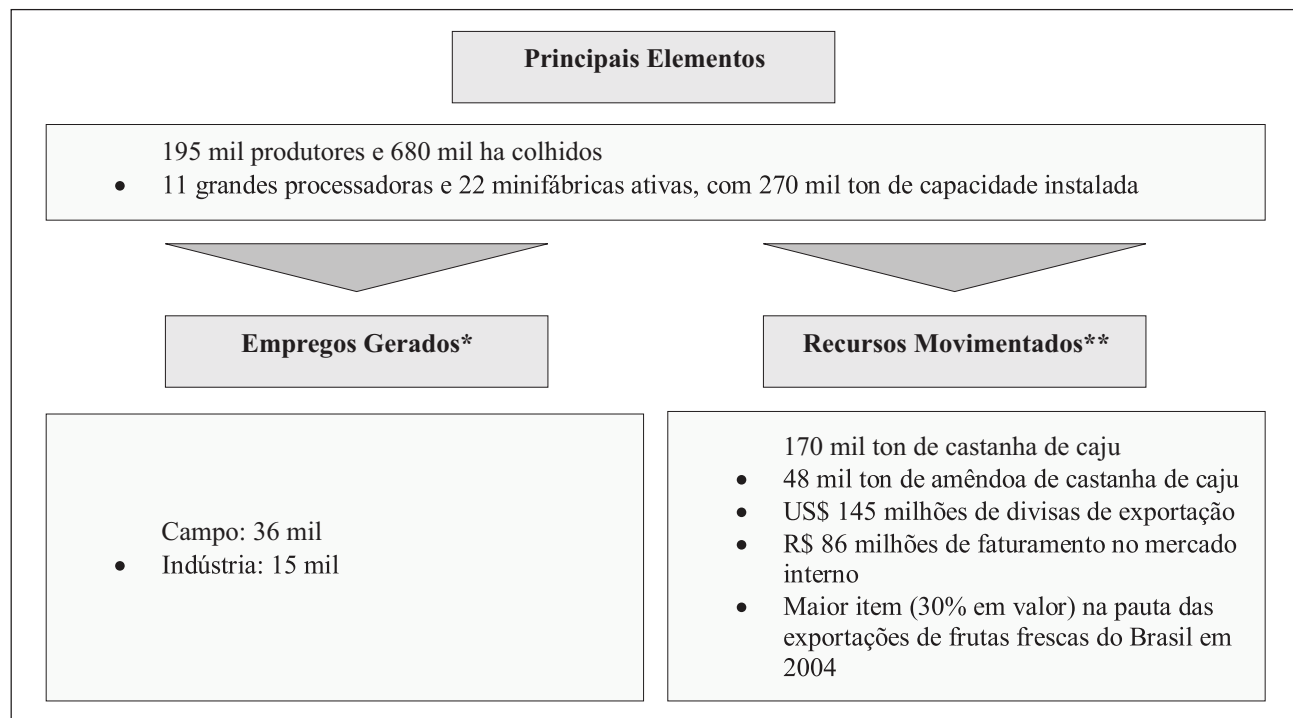 Principais Elementos
195 mil produtores e 680 mil ha colhidos
• 11 grandes processadoras e 22 minifábricas ativas, com 270 mil ton de capacidade instalada
Empregos Gerados*
Recursos Movimentados**
Campo: 36 mil
• Indústria: 15 mil
170 mil ton de castanha de caju
• 48 mil ton de amêndoa de castanha de caju
• US$ 145 milhões de divisas de exportação
• R$ 86 milhões de faturamento no mercado
interno
• Maior item (30% em valor) na pauta das
exportações de frutas frescas do Brasil em
2004